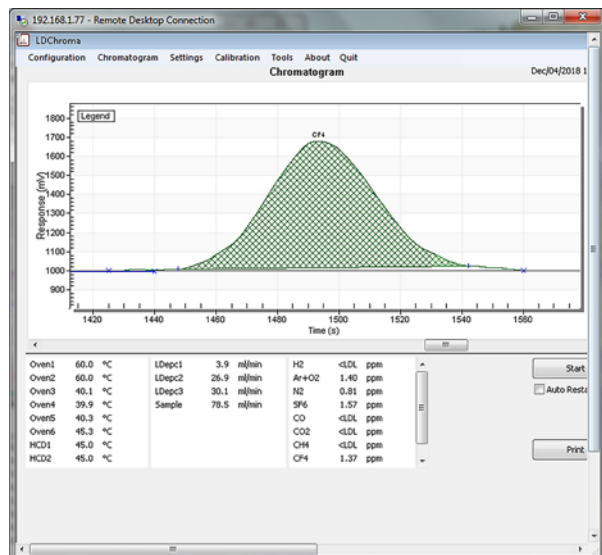 192.168.1.77 - Remote Desktop Connection
LDChroma
Configuration Chromatogram Settings Calibration Tools About Quit
Chromatogram Dec/04/2018 1
Legend
CF4
1800
1700
1600
1500
1400
1300
1200
1100
1000
900
Response (mV)
1420 1440 1460 1480 1500 1520 1540 1560
Time (s)
Oven1 60.0 °C LDepc1 3.9 ml/min H2 <LDL ppm Start
Oven2 60.0 °C LDepc2 26.9 ml/min Ar+O2 1.40 ppm
Oven3 40.1 °C LDepc3 30.1 ml/min N2 0.81 ppm Auto Resta
Oven4 39.9 °C Sample 78.5 ml/min SF6 1.57 ppm
Oven5 40.3 °C CO <LDL ppm
Oven6 45.3 °C CO2 <LDL ppm
HCD1 45.0 °C CH4 <LDL ppm Print
HCD2 45.0 °C CF4 1.37 ppm